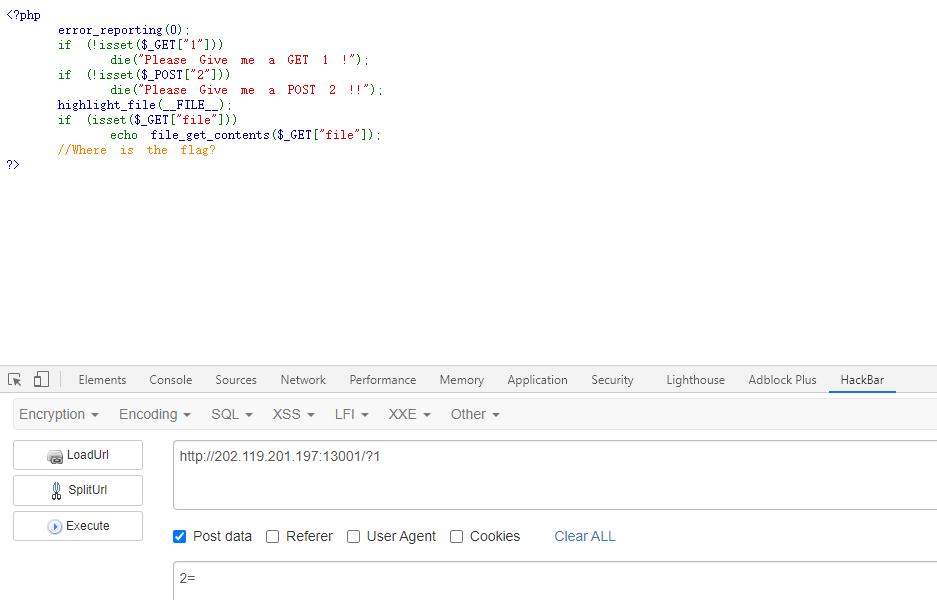 <?php
error_reporting(0);
if (!isset($_GET["1"]))
die("Please Give me a GET 1 !");
if (!isset($_POST["2"]))
die("Please Give me a POST 2 !!");
highlight_file(__FILE__);
if (isset($_GET["file"]))
echo file_get_contents($_GET["file"]);
//Where is the flag?
?>
Elements Console Sources Network Performance Memory Application Security Lighthouse Adblock Plus HackBar
Encryption Encoding SQL XSS LFI XXE Other
LoadUrl
http://202.119.201.197:13001/?1
SplitUrl
Execute
Post data Referer User Agent Cookies Clear ALL
2=